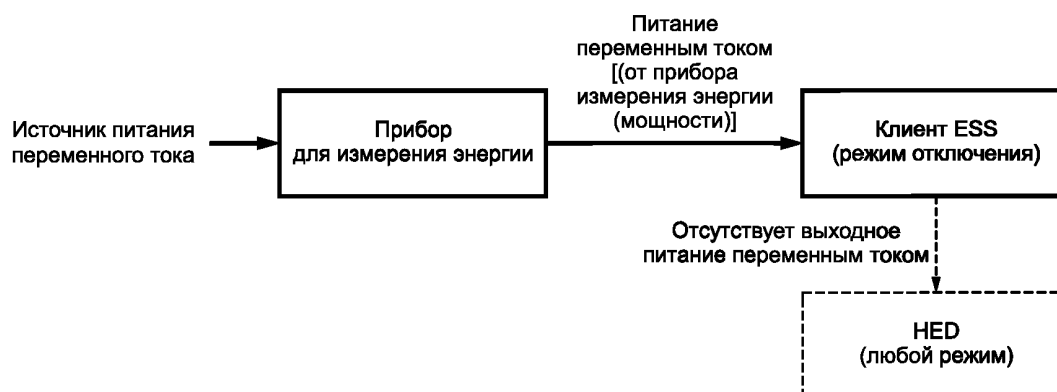 Источник питания
переменного тока
Прибор
для измерения энергии
Питание
переменным током
[(от прибора
измерения энергии
(мощности)]
Клиент ESS
(режим отключения)
Отсутствует выходное
питание переменным током
HED
(любой режим)